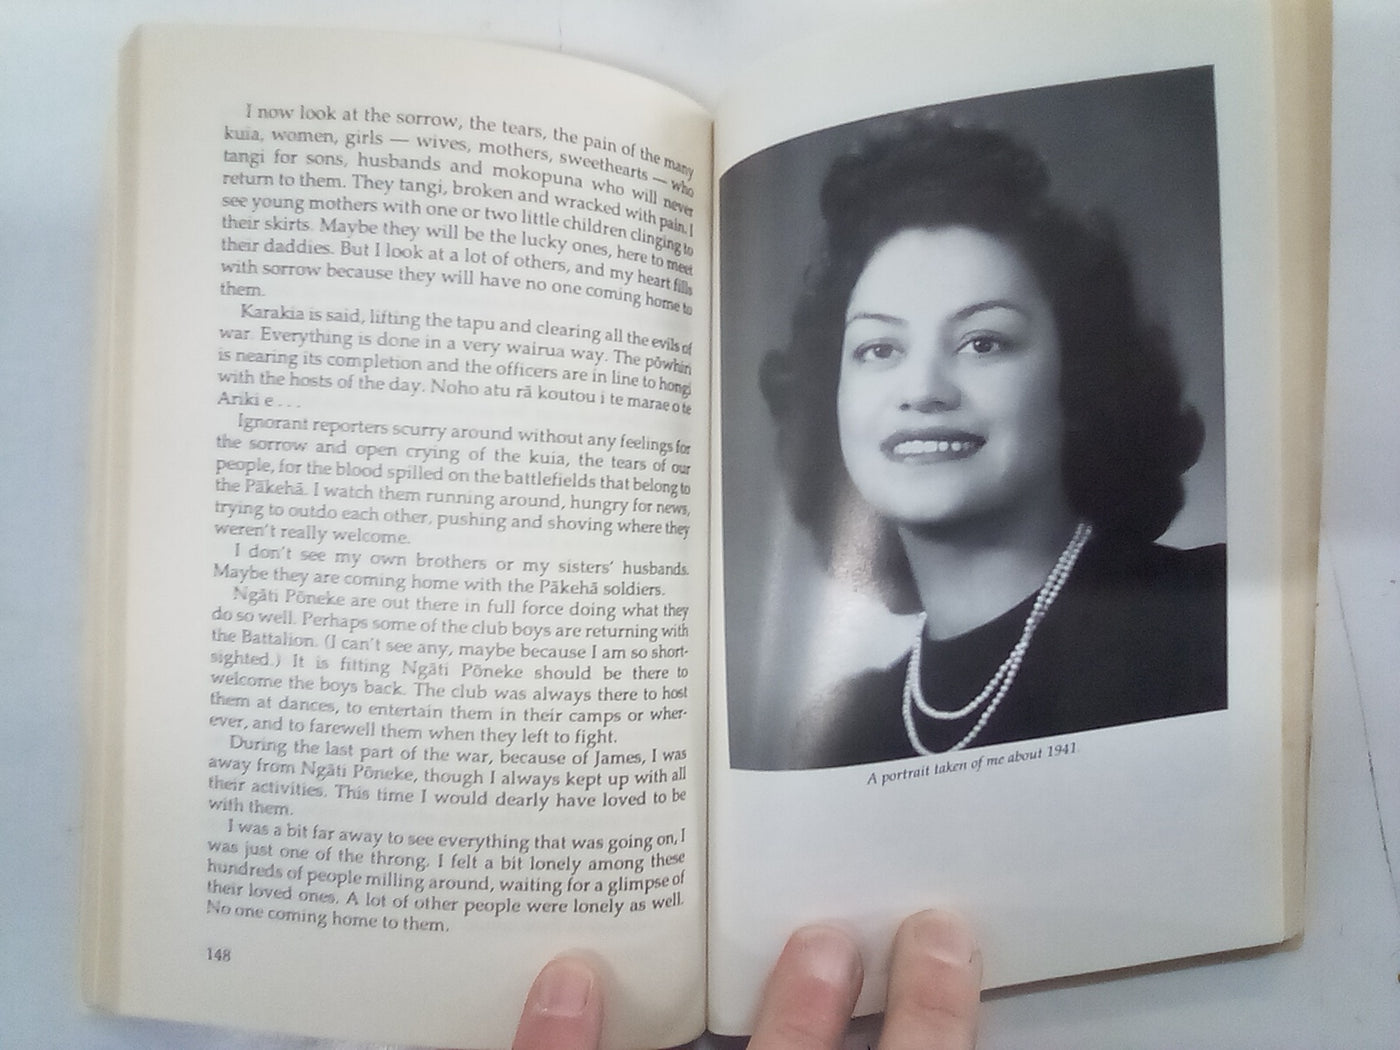 I now look at the sorrow, the tears, the pain of the many
kuia, women, girls — wives, mothers, sweethearts — who
tangi for sons, husbands and mokopuna who will never
return to them. They tangi, broken and wracked with pain. I
see young mothers with one or two little children clinging to
their skirts. Maybe they will be the lucky ones, here to meet
their daddies. But I look at a lot of others, and my heart fills
with sorrow because they will have no one coming home to
them.
Karakia is said, lifting the tapu and clearing all the evils of
war. Everything is done in a very wairua way. The pōwhiri
is nearing its completion and the officers are in line to hongi
with the hosts of the day. Noho atu rā koutou i te marae o te
Ariki e . . .
Ignorant reporters scurry around without any feelings for
the sorrow and open crying of the kuia, the tears of our
people, for the blood spilled on the battlefields that belong to
the Pākehā. I watch them running around, hungry for news,
trying to outdo each other, pushing and shoving where they
weren't really welcome.
I don't see my own brothers or my sisters' husbands.
Maybe they are coming home with the Pākehā soldiers.
Ngāti Pōneke are out there in full force doing what they
do so well. Perhaps some of the club boys are returning with
the Battalion. (I can't see any, maybe because I am so short-
sighted.) It is fitting Ngāti Pōneke should be there to
welcome the boys back. The club was always there to host
them at dances, to entertain them in their camps or wher-
ever, and to farewell them when they left to fight.
During the last part of the war, because of James, I was
away from Ngāti Pōneke, though I always kept up with all
their activities. This time I would dearly have loved to be
with them.
I was a bit far away to see everything that was going on, I
was just one of the throng. I felt a bit lonely among these
hundreds of people milling around, waiting for a glimpse of
their loved ones. A lot of other people were lonely as well.
No one coming home to them.
148
A portrait taken of me about 1941.